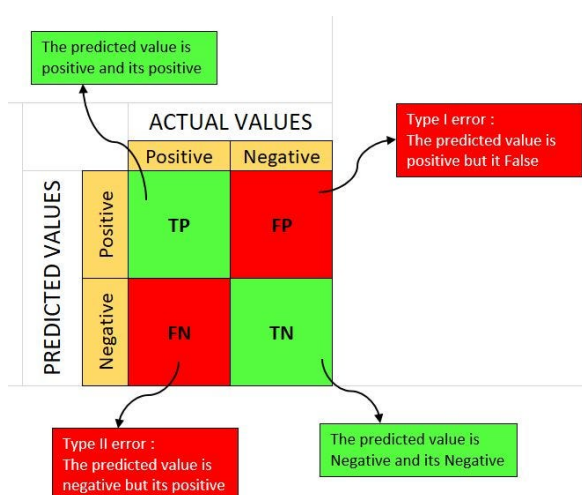 The predicted value is
positive and its positive
Type I error :
The predicted value is
positive but it False
ACTUAL VALUES
Positive Negative
PREDICTED VALUES
Positive
TP FP
Negative
FN TN
Type II error :
The predicted value is
negative but its positive
The predicted value is
Negative and its Negative